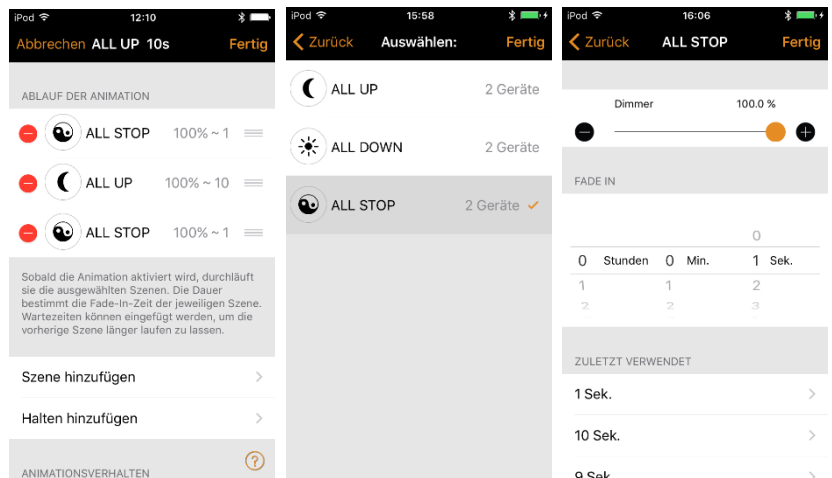 iPod 12:10
Abbrechen ALL UP 10s Fertig
ABLAUF DER ANIMATION
ALL STOP 100% ~ 1
ALL UP 100% ~ 10
ALL STOP 100% ~ 1
Sobald die Animation aktiviert wird, durchläuft
sie die ausgewählten Szenen. Die Dauer
bestimmt die Fade-In-Zeit der jeweiligen Szene.
Wartezeiten können eingefügt werden, um die
vorherige Szene länger laufen zu lassen.
Szene hinzufügen
Halten hinzufügen
ANIMATIONSVERHALTEN
?
iPod 15:58
Zurück Auswählen: Fertig
ALL UP 2 Geräte
ALL DOWN 2 Geräte
ALL STOP 2 Geräte
iPod 16:06
Zurück ALL STOP Fertig
Dimmer 100.0 %
FADE IN
0
0 Stunden 0 Min. 1 Sek.
1 1 2
2 2 3
ZULETZT VERWENDET
1 Sek.
10 Sek.
9 Sek.